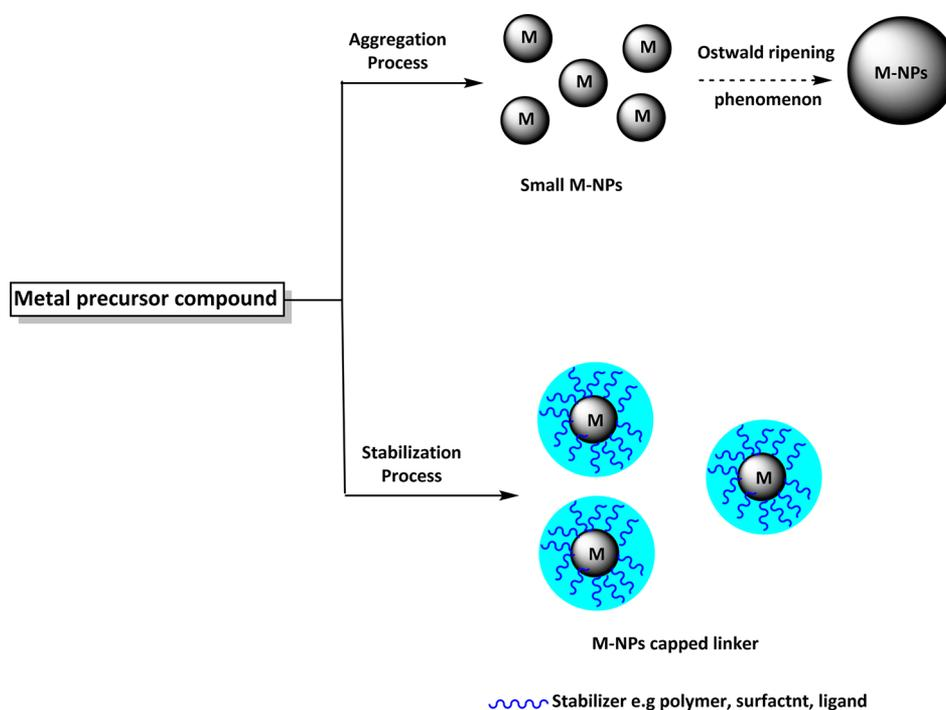 Aggregation
Process
M
M
M
M
M
Small M-NPs
Ostwald ripening
phenomenon
M-NPs
Metal precursor compound
Stabilization
Process
M
M
M
M-NPs capped linker
Stabilizer e.g polymer, surfactnt, ligand